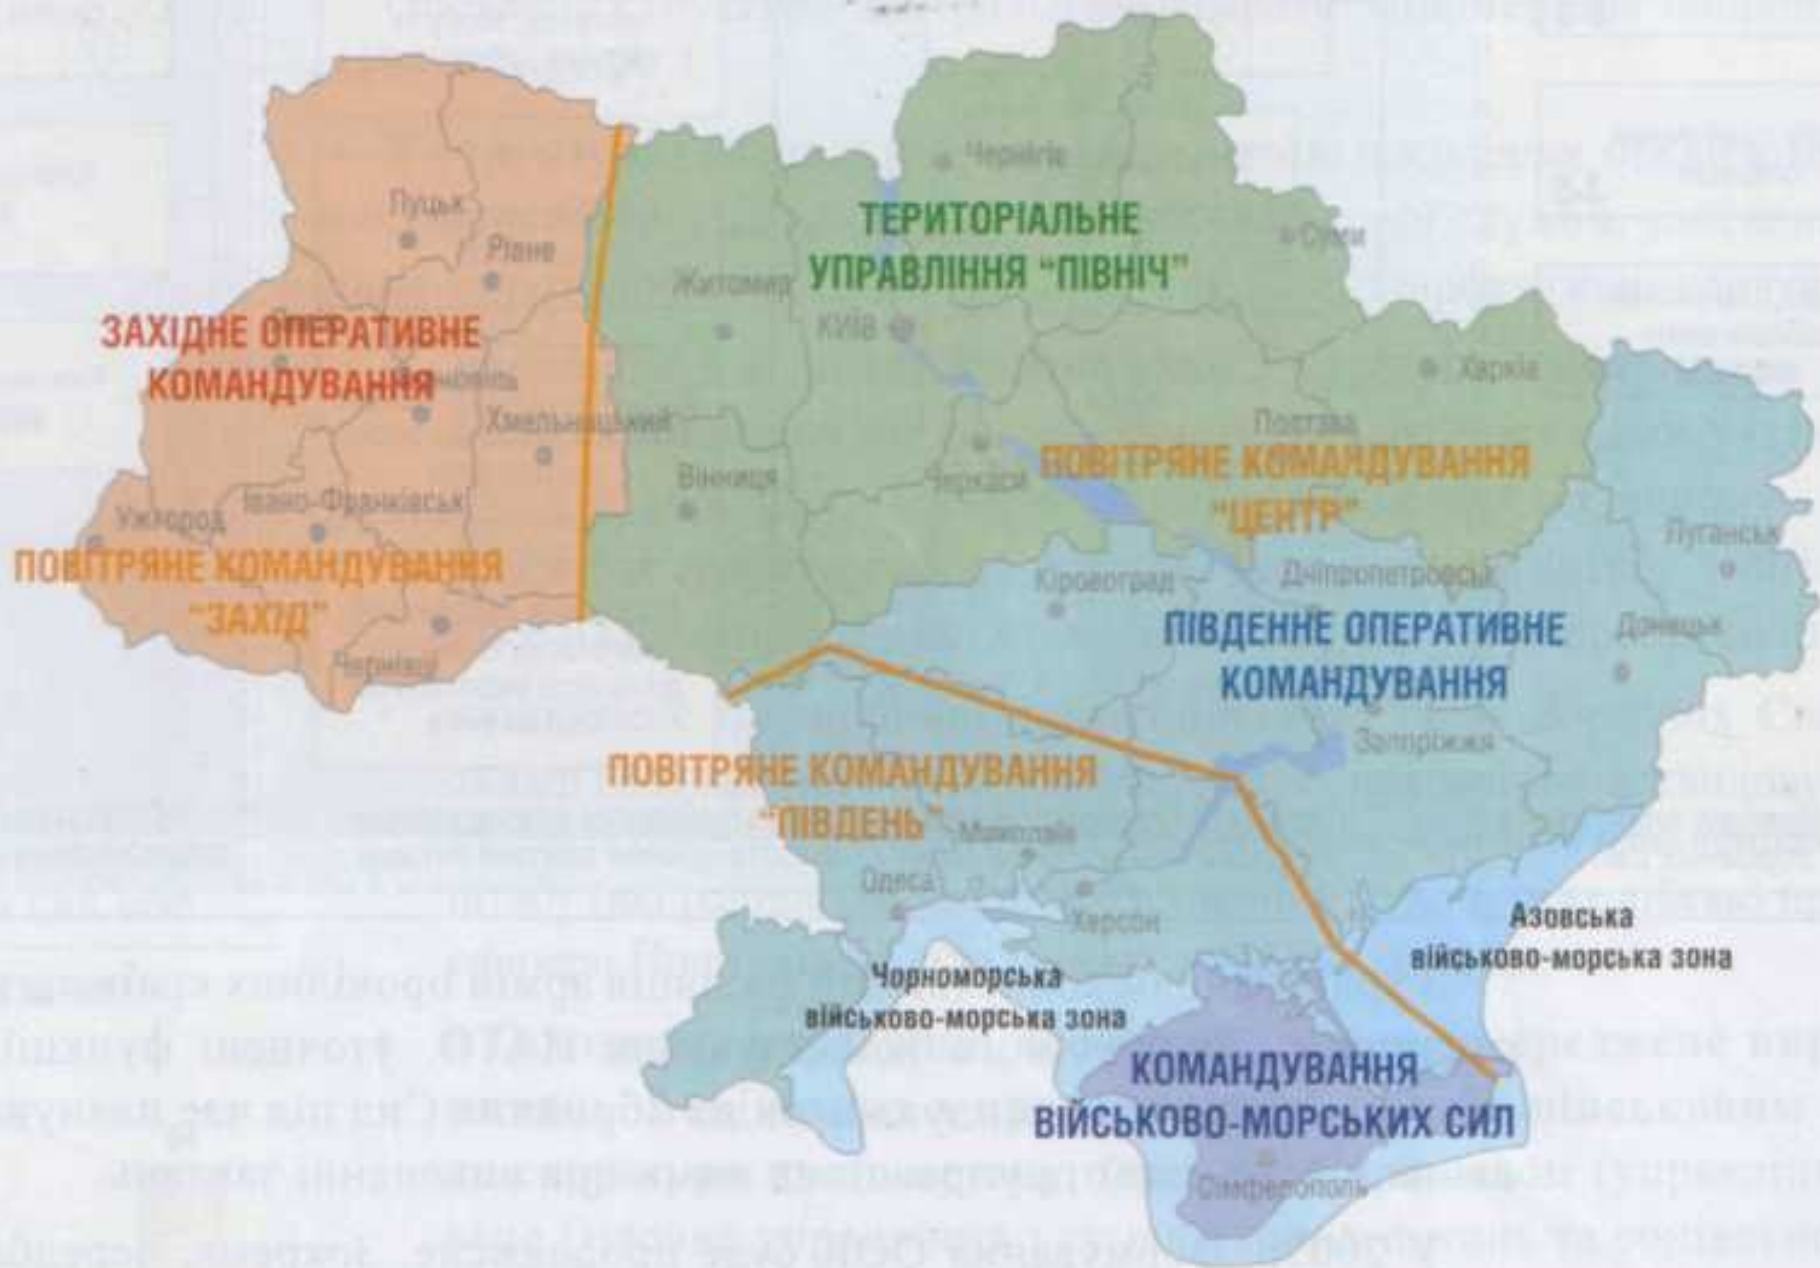 Чернігів
Луцьк
Рівне
ТЕРИТОРІАЛЬНЕ
УПРАВЛІННЯ “ПІВНІЧ”
Суми
Житомир
КИЇВ
ЗАХІДНЕ ОПЕРАТИВНЕ
КОМАНДУВАННЯ
Харків
Хмельницький
Полтава
Вінниця
Черкаси
ПОВІТРЯНЕ КОМАНДУВАННЯ
“ЦЕНТР”
Ужгород
Івано-Франківськ
ПОВІТРЯНЕ КОМАНДУВАННЯ
“ЗАХІД”
Чернівці
Луганськ
Кіровоград
Дніпропетровськ
Донецьк
ПІВДЕННЕ ОПЕРАТИВНЕ
КОМАНДУВАННЯ
Запоріжжя
ПОВІТРЯНЕ КОМАНДУВАННЯ
“ПІВДЕНЬ”
Миколаїв
Одеса
Херсон
Азовська
військово-морська зона
Чорноморська
військово-морська зона
КОМАНДУВАННЯ
ВІЙСЬКОВО-МОРСЬКИХ СИЛ
Сімферополь